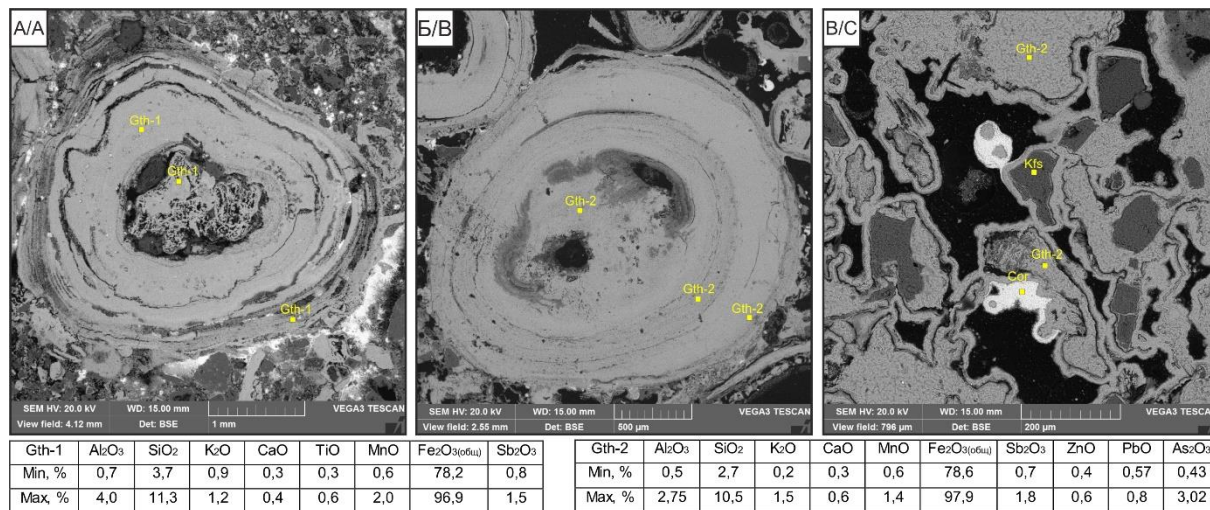 А/A
Gth-1
Gth-1
Gth-1
SEM HV: 20.0 kV WD: 15.00 mm VEGA3 TESCAN
View field: 4.12 mm Det: BSE 1 mm
Б/B
Gth-2
Gth-2
Gth-2
SEM HV: 20.0 kV WD: 15.00 mm VEGA3 TESCAN
View field: 2.55 mm Det: BSE 500 µm
В/C
Gth-2
Kfs
Gth-2
Cor
SEM HV: 20.0 kV WD: 15.00 mm VEGA3 TESCAN
View field: 796 µm Det: BSE 200 µm
Gth-1 Al₂O₃ SiO₂ K₂O CaO TiO MnO Fe₂O₃(общ) Sb₂O₃
Min, % 0,7 3,7 0,9 0,3 0,3 0,6 78,2 0,8
Max, % 4,0 11,3 1,2 0,4 0,6 2,0 96,9 1,5
Gth-2 Al₂O₃ SiO₂ K₂O CaO MnO Fe₂O₃(общ) Sb₂O₃ ZnO PbO As₂O₃
Min, % 0,5 2,7 0,2 0,3 0,6 78,6 0,7 0,4 0,57 0,43
Max, % 2,75 10,5 1,5 0,6 1,4 97,9 1,8 0,6 0,8 3,02